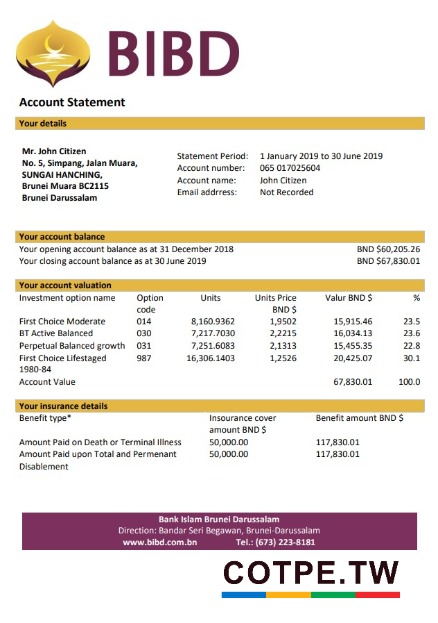 BIBD
Account Statement
Your details
Mr. John Citizen
No. 5, Simpang, Jalan Muara,
SUNGAI HANCHING,
Brunei Muara BC2115
Brunei Darussalam
Statement Period: 1 January 2019 to 30 June 2019
Account number: 065 017025604
Account name: John Citizen
Email addrress: Not Recorded
Your account balance
Your opening account balance as at 31 December 2018 BND $60,205.26
Your closing account balance as at 30 June 2019 BND $67,830.01
Your account valuation
Investment option name Option code Units Units Price BND $ Valur BND $ %
First Choice Moderate 014 8,160.9362 1,9502 15,915.46 23.5
BT Active Balanced 030 7,217.7030 2,2215 16,034.13 23.6
Perpetual Balanced growth 031 7,251.6083 2,1313 15,455.35 22.8
First Choice Lifestaged 1980-84 987 16,306.1403 1,2526 20,425.07 30.1
Account Value 67,830.01 100.0
Your insurance details
Benefit type* Insourance cover amount BND $ Benefit amount BND $
Amount Paid on Death or Terminal Illness 50,000.00 117,830.01
Amount Paid upon Total and Permenant Disablement 50,000.00 117,830.01
Bank Islam Brunei Darussalam
Direction: Bandar Seri Begawan, Brunei-Darussalam
www.bibd.com.bn Tel.: (673) 223-8181
COTPE.TW